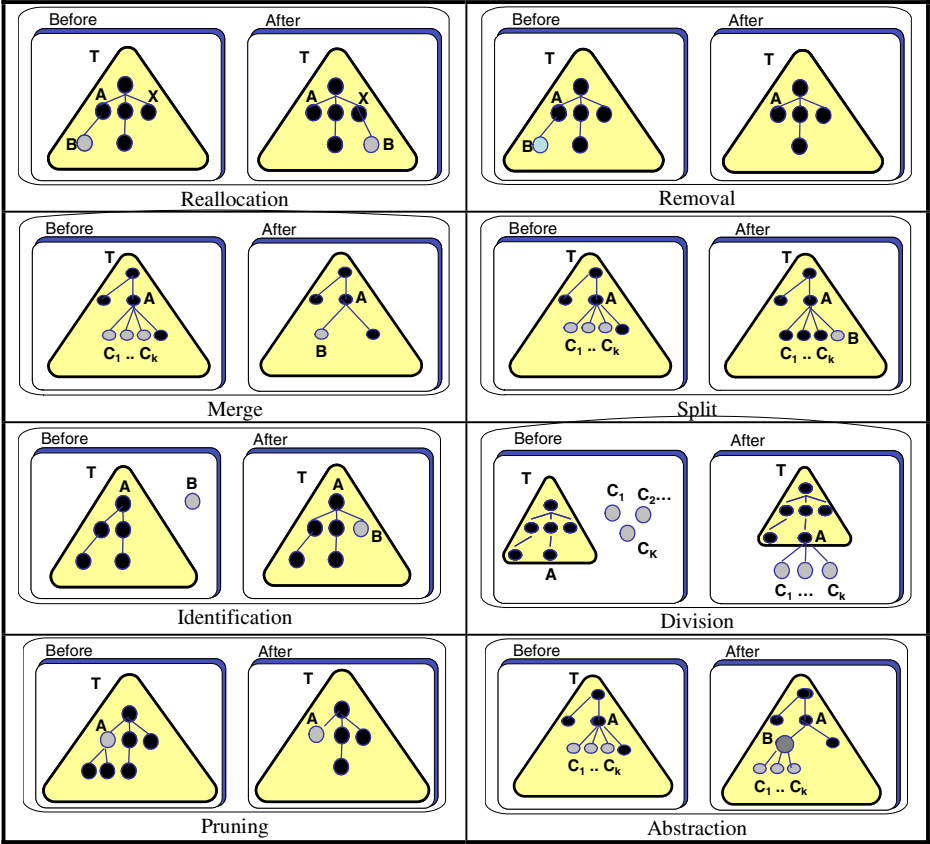 Before
After
T
A
X
B
T
A
X
B
Reallocation
Before
After
T
A
B
T
A
Removal
Before
After
T
A
C1 .. Ck
T
A
B
Merge
Before
After
T
A
C1 .. Ck
T
A
B
C1 .. Ck
Split
Before
After
T
A
B
T
A
B
Identification
Before
After
T
C1 C2...
CK
A
T
A
C1 ... Ck
Division
Before
After
T
A
T
A
Pruning
Before
After
T
A
C1 .. Ck
T
A
B
C1 .. Ck
Abstraction